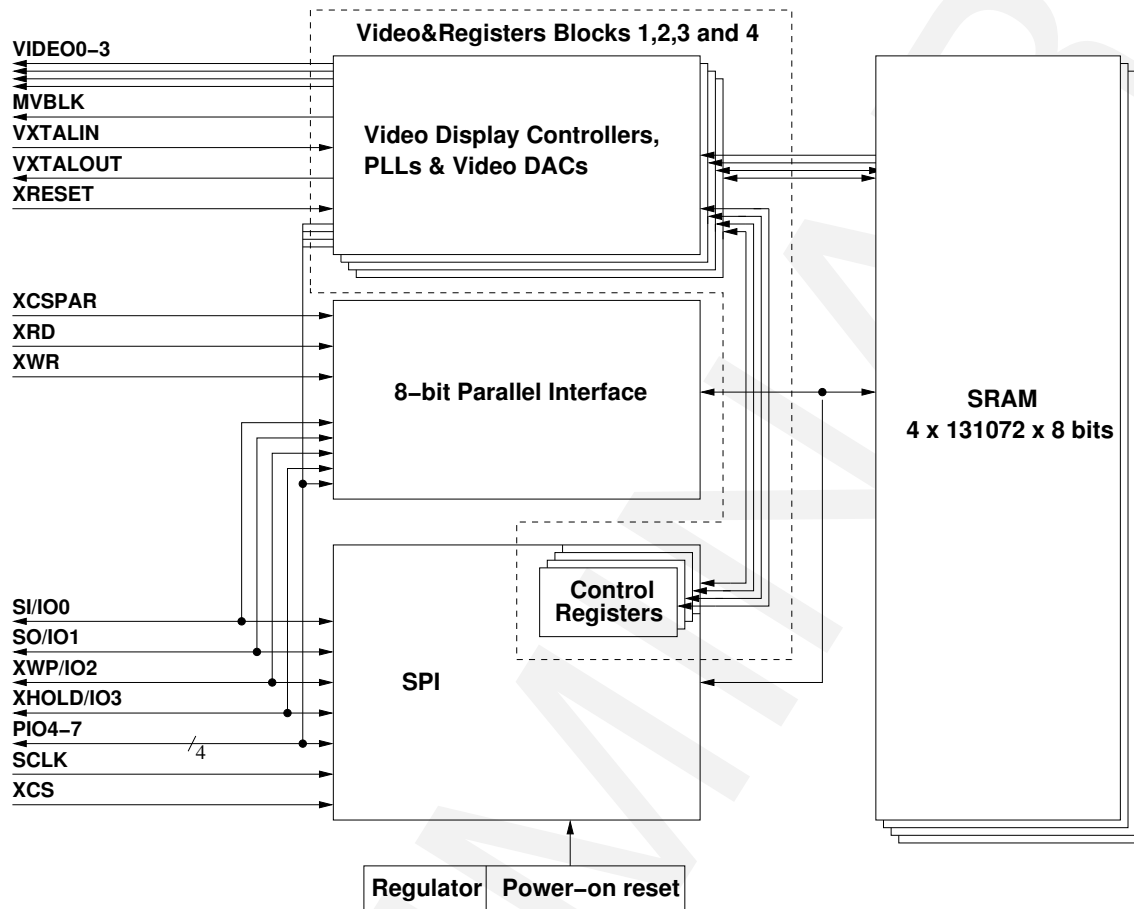 Video&Registers Blocks 1,2,3 and 4
VIDEO0–3
MVBLK
VXTALIN
VXTALOUT
XRESET
Video Display Controllers,
PLLs & Video DACs
XCSPAR
XRD
XWR
8–bit Parallel Interface
SRAM
4 x 131072 x 8 bits
Control
Registers
SI/IO0
SO/IO1
XWP/IO2
XHOLD/IO3
PIO4–7
4
SCLK
XCS
SPI
Regulator
Power–on reset